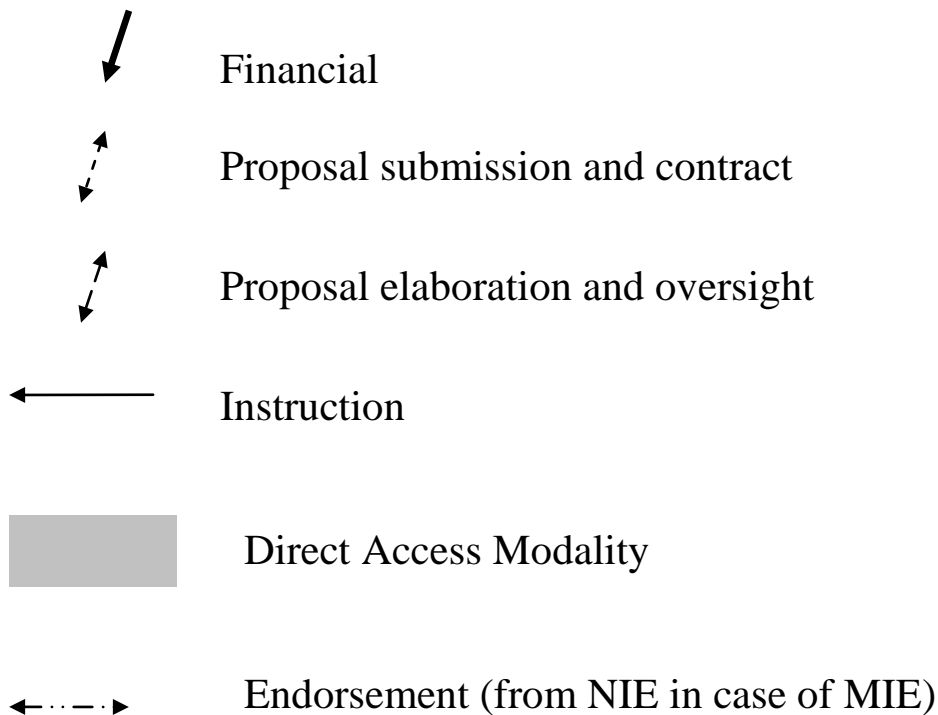 Financial
Proposal submission and contract
Proposal elaboration and oversight
Instruction
Direct Access Modality
Endorsement (from NIE in case of MIE)